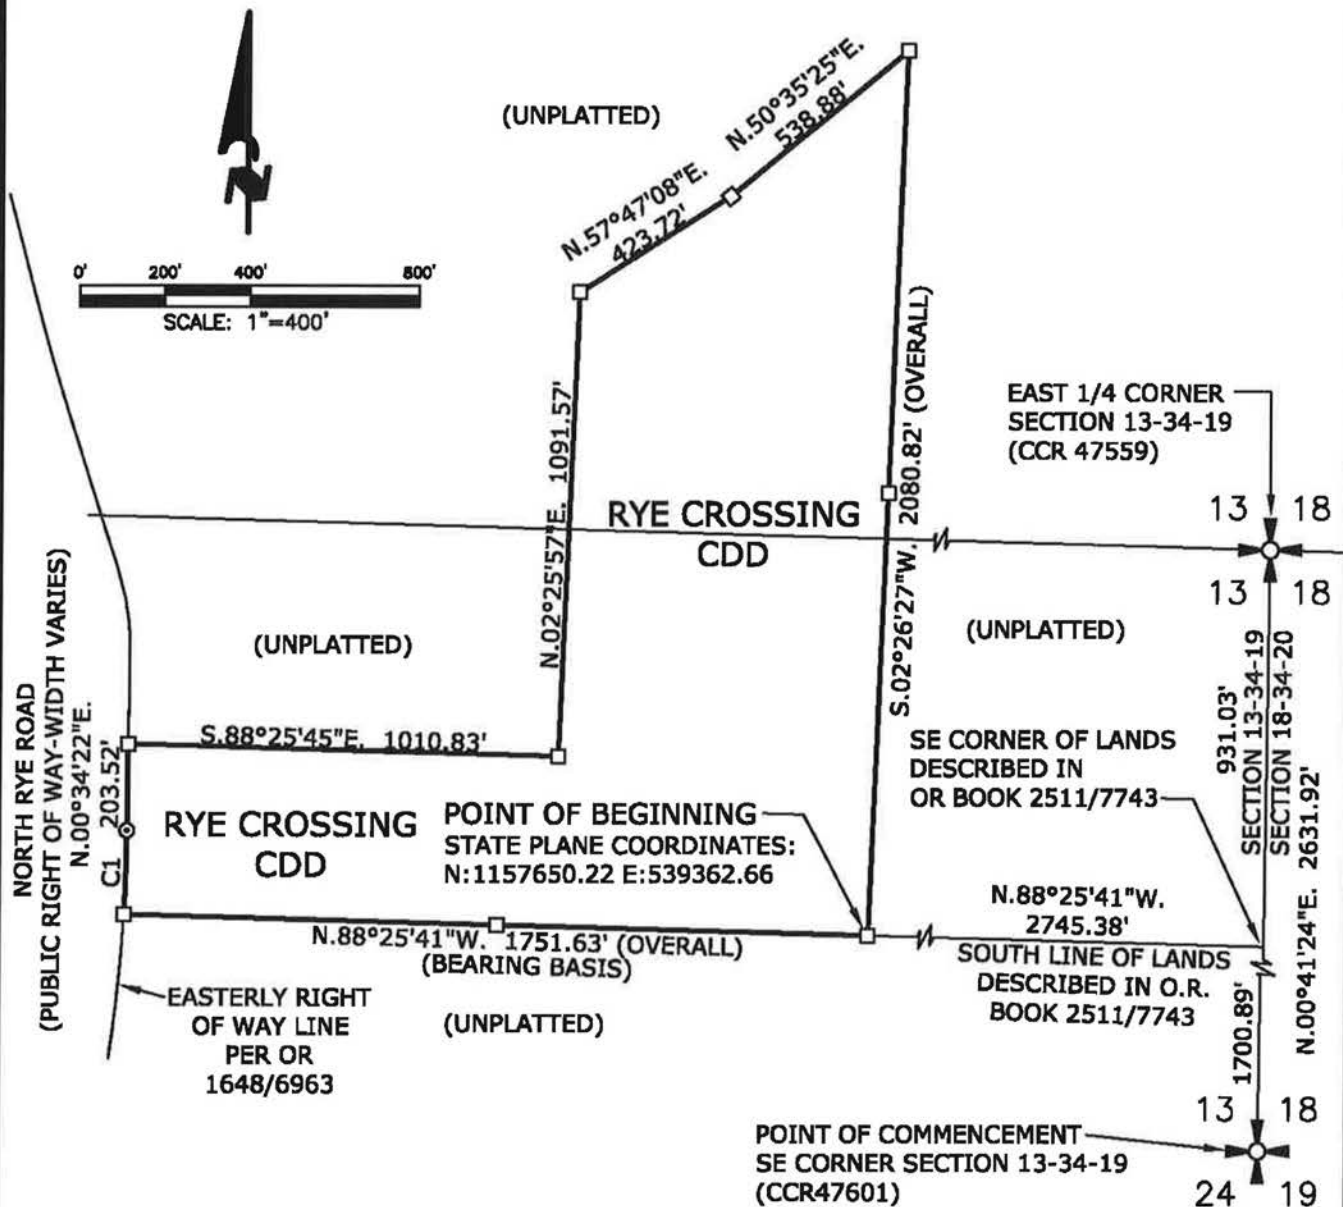 (UNPLATTED)
N.50°35'25"E.
538.88'
N.57°47'08"E.
423.72'
0' 200' 400' 800'
SCALE: 1"=400'
N.02°25'57"E. 1091.57'
S.02°26'27"W. 2080.82' (OVERALL)
EAST 1/4 CORNER
SECTION 13-34-19
(CCR 47559)
13 18
13 18
RYE CROSSING
CDD
(UNPLATTED)
(UNPLATTED)
NORTH RYE ROAD
(PUBLIC RIGHT OF WAY-WIDTH VARIES)
N.00°34'22"E.
203.52'
C1
S.88°25'45"E. 1010.83'
RYE CROSSING
CDD
POINT OF BEGINNING
STATE PLANE COORDINATES:
N:1157650.22 E:539362.66
SE CORNER OF LANDS
DESCRIBED IN
OR BOOK 2511/7743
931.03'
SECTION 13-34-19
SECTION 18-34-20
N.00°41'24"E. 2631.92'
N.88°25'41"W. 1751.63' (OVERALL)
(BEARING BASIS)
N.88°25'41"W.
2745.38'
SOUTH LINE OF LANDS
DESCRIBED IN O.R.
BOOK 2511/7743
1700.89'
EASTERLY RIGHT
OF WAY LINE
PER OR
1648/6963
(UNPLATTED)
POINT OF COMMENCEMENT
SE CORNER SECTION 13-34-19
(CCR47601)
13 18
24 19